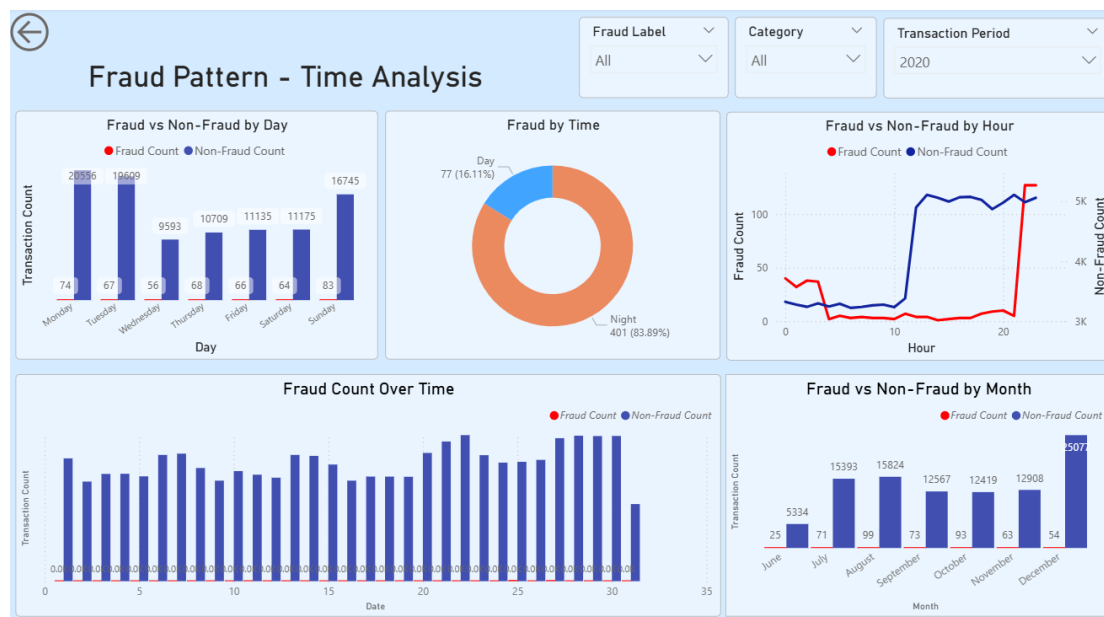 Fraud Pattern - Time Analysis
Fraud Label
All
Category
All
Transaction Period
2020
Fraud vs Non-Fraud by Day
Fraud Count Non-Fraud Count
Transaction Count
20556
19609
9593
10709
11135
11175
16745
74
67
56
68
66
64
83
Monday
Tuesday
Wednesday
Thursday
Friday
Saturday
Sunday
Day
Fraud by Time
Day
77 (16.11%)
Night
401 (83.89%)
Fraud vs Non-Fraud by Hour
Fraud Count Non-Fraud Count
Fraud Count
100
50
0
5K
4K
3K
Non-Fraud Count
0 10 20
Hour
Fraud Count Over Time
Fraud Count Non-Fraud Count
Transaction Count
0 5 10 15 20 25 30 35
Date
Fraud vs Non-Fraud by Month
Fraud Count Non-Fraud Count
Transaction Count
25
5334
71
15393
99
15824
73
12567
93
12419
63
12908
54
25077
June
July
August
September
October
November
December
Month